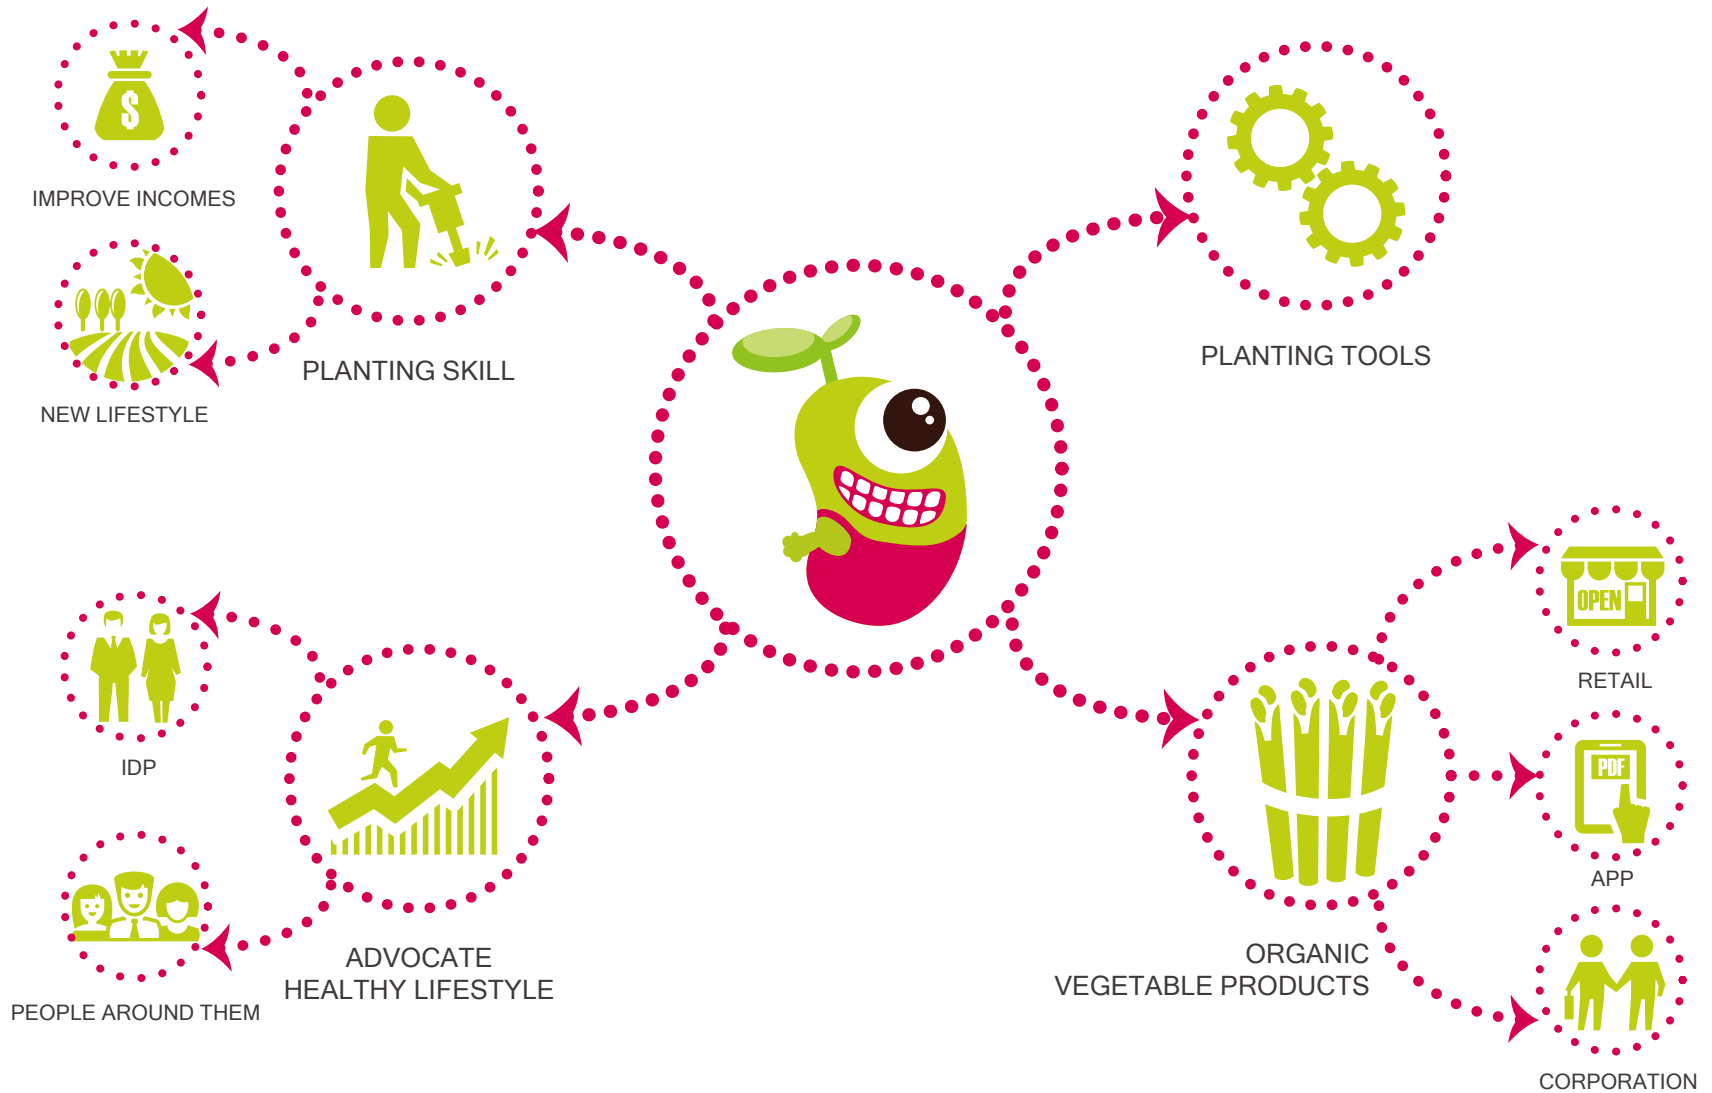 $
IMPROVE INCOMES
NEW LIFESTYLE
PLANTING SKILL
PLANTING TOOLS
IDP
PEOPLE AROUND THEM
ADVOCATE
HEALTHY LIFESTYLE
ORGANIC
VEGETABLE PRODUCTS
OPEN
RETAIL
PDF
APP
CORPORATION